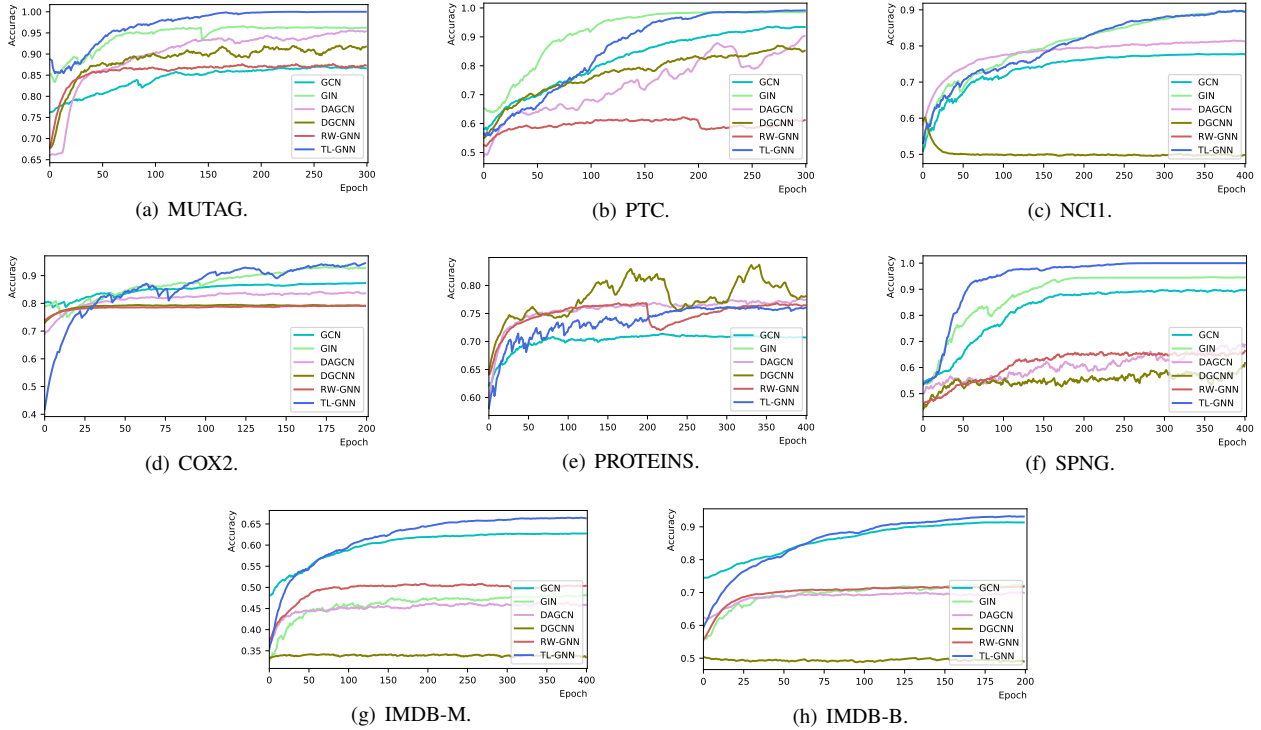 Accuracy
1.00
0.95
0.90
0.85
0.80
0.75
0.70
0.65
0 50 100 150 200 250 300
Epoch
GCN
GIN
DAGCN
DGCNN
RW-GNN
TL-GNN
(a) MUTAG.
Accuracy
1.0
0.9
0.8
0.7
0.6
0.5
0 50 100 150 200 250 300
Epoch
GCN
GIN
DAGCN
DGCNN
RW-GNN
TL-GNN
(b) PTC.
Accuracy
0.9
0.8
0.7
0.6
0.5
0 50 100 150 200 250 300 350 400
Epoch
GCN
GIN
DAGCN
DGCNN
RW-GNN
TL-GNN
(c) NCI1.
Accuracy
0.9
0.8
0.7
0.6
0.5
0.4
0 25 50 75 100 125 150 175 200
Epoch
GCN
GIN
DAGCN
DGCNN
RW-GNN
TL-GNN
(d) COX2.
Accuracy
0.80
0.75
0.70
0.65
0.60
0 50 100 150 200 250 300 350 400
Epoch
GCN
GIN
DAGCN
DGCNN
RW-GNN
TL-GNN
(e) PROTEINS.
Accuracy
1.0
0.9
0.8
0.7
0.6
0.5
0 50 100 150 200 250 300 350 400
Epoch
GCN
GIN
DAGCN
DGCNN
RW-GNN
TL-GNN
(f) SPNG.
Accuracy
0.65
0.60
0.55
0.50
0.45
0.40
0.35
0 50 100 150 200 250 300 350 400
Epoch
GCN
GIN
DAGCN
DGCNN
RW-GNN
TL-GNN
(g) IMDB-M.
Accuracy
0.9
0.8
0.7
0.6
0.5
0 25 50 75 100 125 150 175 200
Epoch
GCN
GIN
DAGCN
DGCNN
RW-GNN
TL-GNN
(h) IMDB-B.